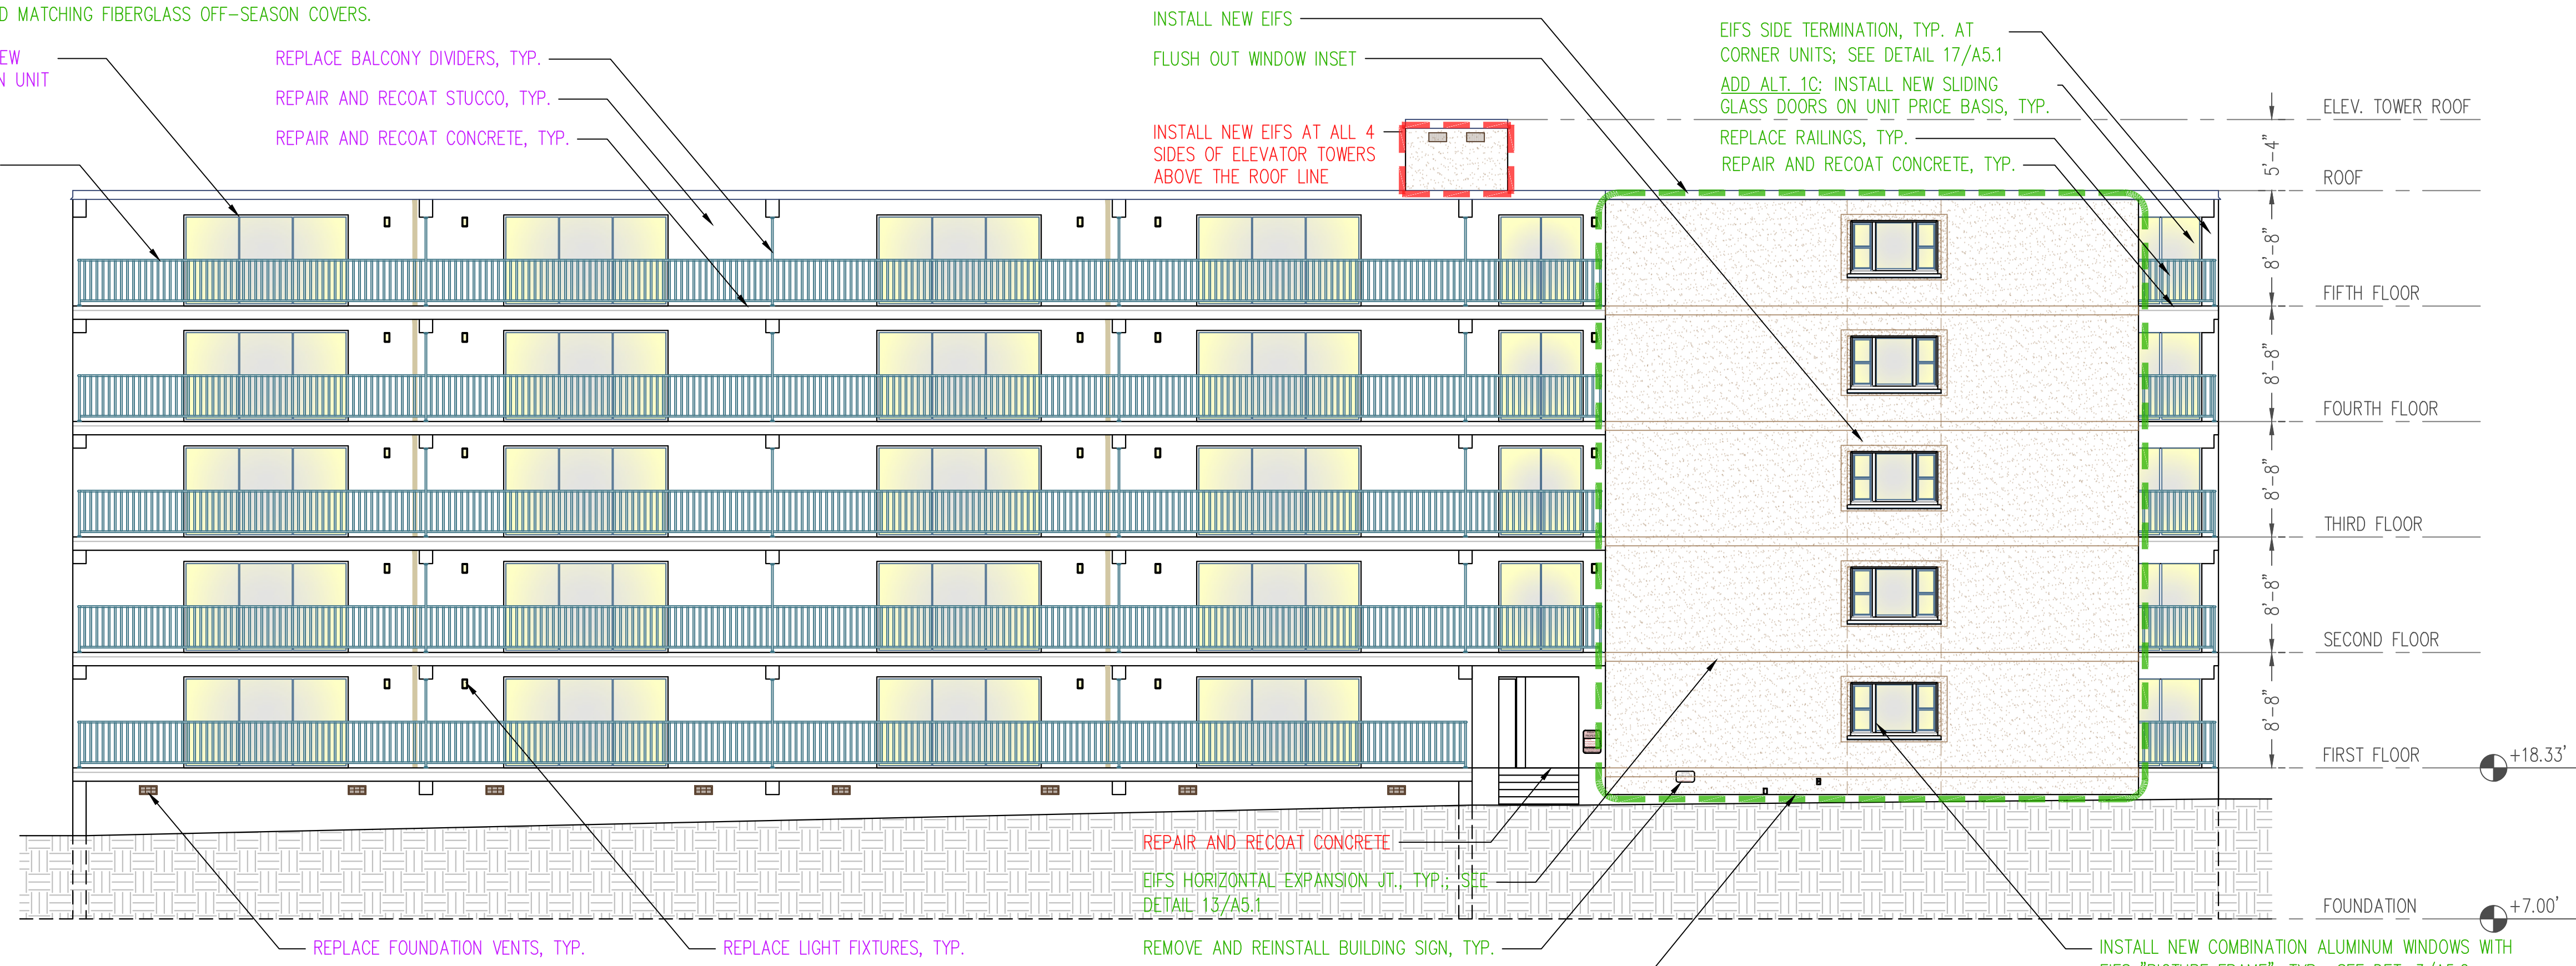 D MATCHING FIBERGLASS OFF-SEASON COVERS.
EW
N UNIT
REPLACE BALCONY DIVIDERS, TYP.
REPAIR AND RECOAT STUCCO, TYP.
REPAIR AND RECOAT CONCRETE, TYP.
INSTALL NEW EIFS
FLUSH OUT WINDOW INSET
INSTALL NEW EIFS AT ALL 4
SIDES OF ELEVATOR TOWERS
ABOVE THE ROOF LINE
EIFS SIDE TERMINATION, TYP. AT
CORNER UNITS; SEE DETAIL 17/A5.1
ADD ALT. 1C: INSTALL NEW SLIDING
GLASS DOORS ON UNIT PRICE BASIS, TYP.
REPLACE RAILINGS, TYP.
REPAIR AND RECOAT CONCRETE, TYP.
ELEV. TOWER ROOF
5'-4"
ROOF
8'-8"
FIFTH FLOOR
8'-8"
FOURTH FLOOR
8'-8"
THIRD FLOOR
8'-8"
SECOND FLOOR
8'-8"
FIRST FLOOR
+18.33'
FOUNDATION
+7.00'
REPAIR AND RECOAT CONCRETE
EIFS HORIZONTAL EXPANSION JT., TYP.; SEE
DETAIL 13/A5.1
REMOVE AND REINSTALL BUILDING SIGN, TYP.
REPLACE FOUNDATION VENTS, TYP.
REPLACE LIGHT FIXTURES, TYP.
INSTALL NEW COMBINATION ALUMINUM WINDOWS WITH
EIFS "PICTURE FRAME", TYP.